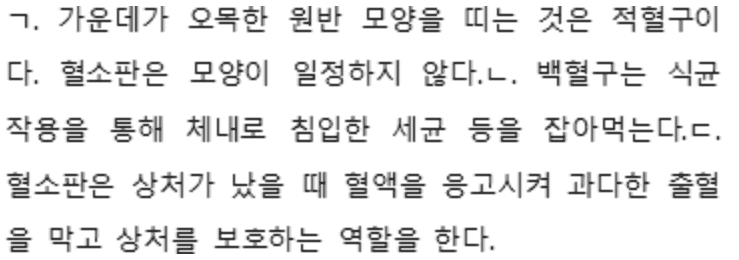 ㄱ. 가운데가 오목한 원반 모양을 띠는 것은 적혈구이
다. 혈소판은 모양이 일정하지 않다.ㄴ. 백혈구는 식균
작용을 통해 체내로 침입한 세균 등을 잡아먹는다.ㄷ.
혈소판은 상처가 났을 때 혈액을 응고시켜 과다한 출혈
을 막고 상처를 보호하는 역할을 한다.